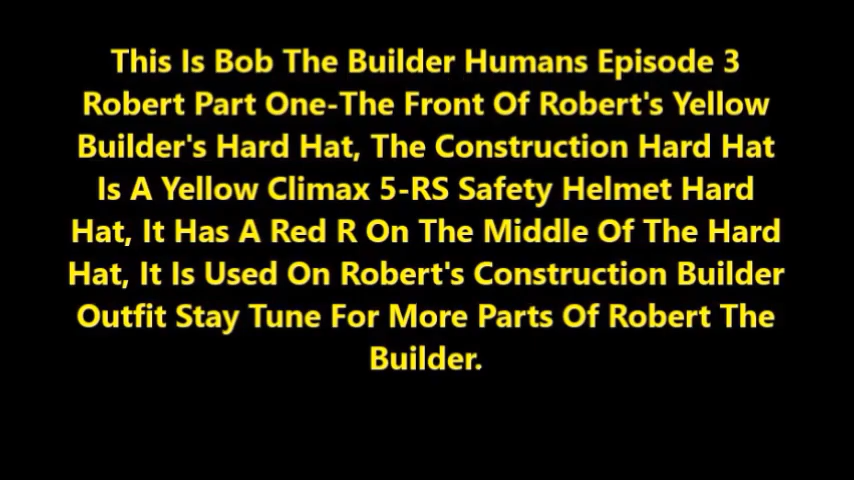 This Is Bob The Builder Humans Episode 3
Robert Part One-The Front Of Robert's Yellow
Builder's Hard Hat, The Construction Hard Hat
Is A Yellow Climax 5-RS Safety Helmet Hard
Hat, It Has A Red R On The Middle Of The Hard
Hat, It Is Used On Robert's Construction Builder
Outfit Stay Tune For More Parts Of Robert The
Builder.